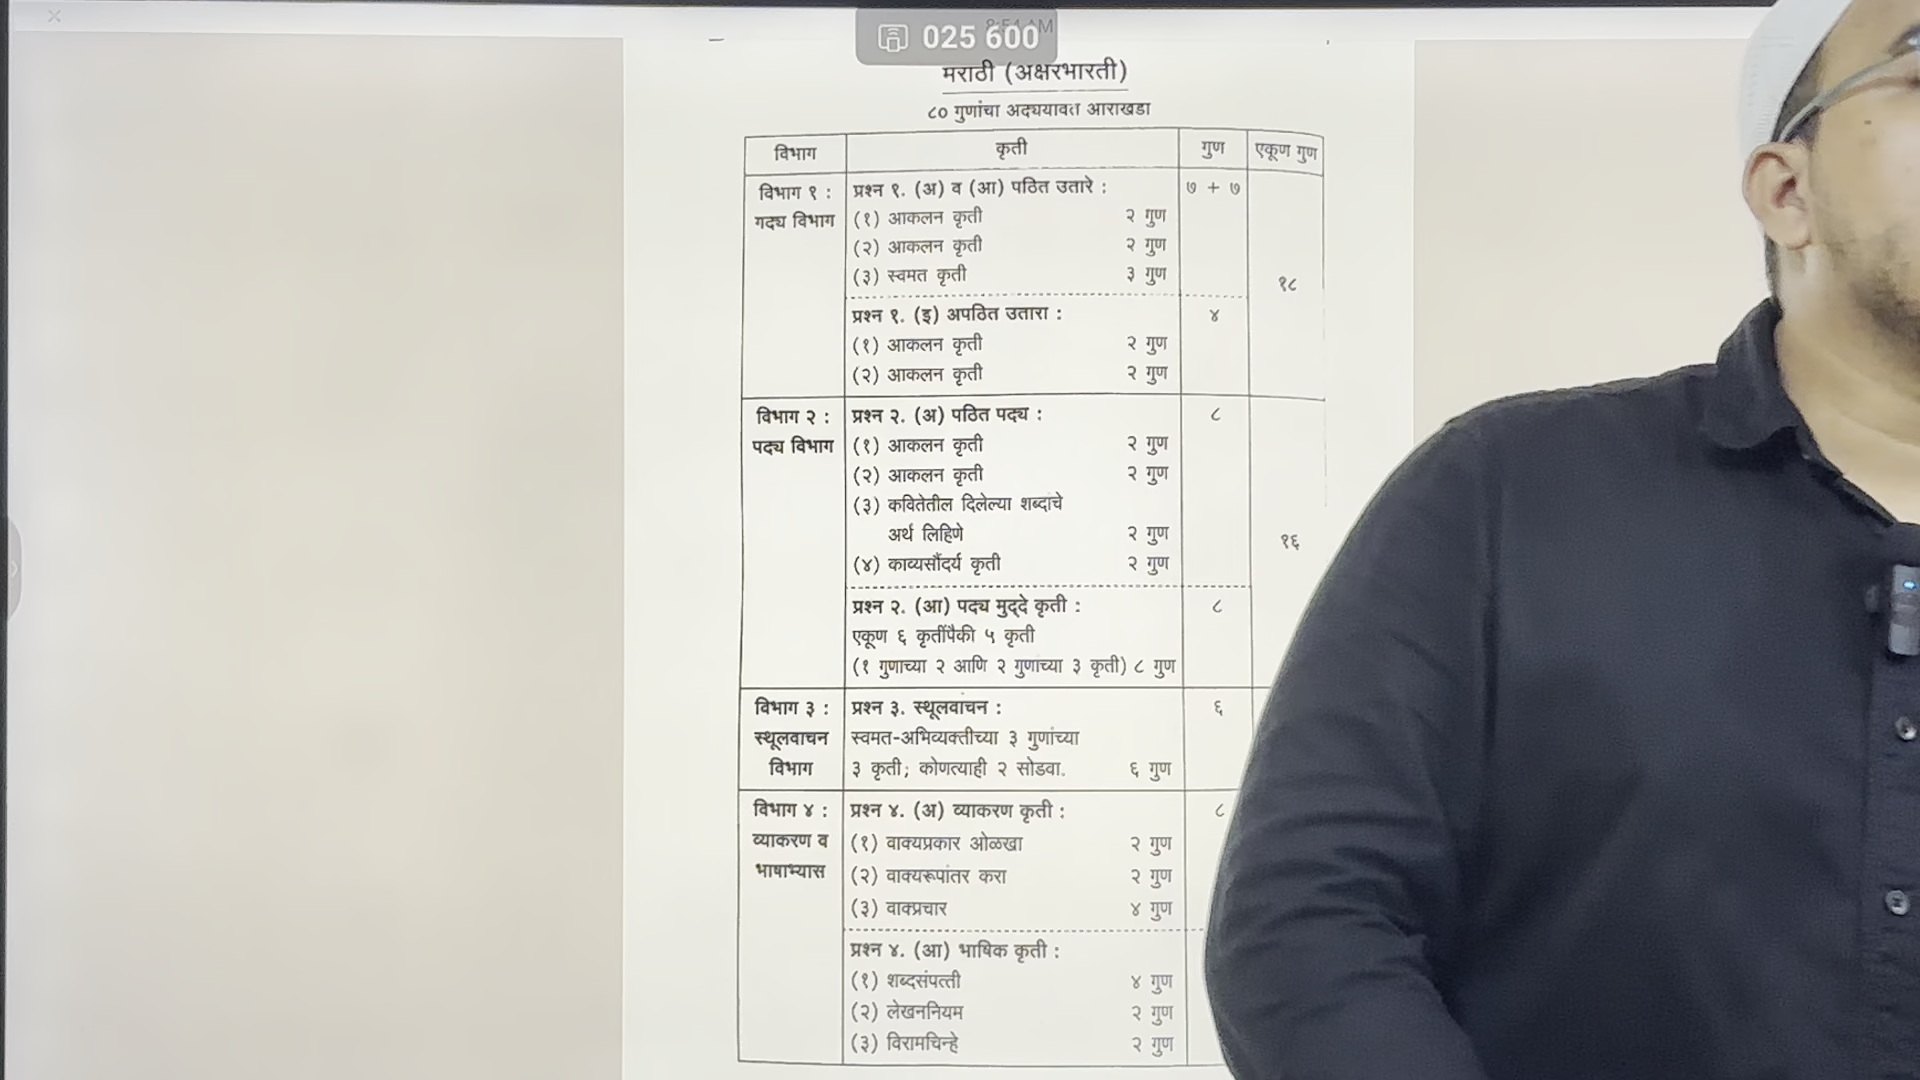 8:54 AM
025 600
मराठी (अक्षरभारती)
८० गुणांचा अद्ययावत आराखडा
विभाग कृती गुण एकूण गुण
विभाग १ : प्रश्न १. (अ) व (आ) पठित उतारे : ७ + ७
गद्य विभाग (१) आकलन कृती २ गुण
(२) आकलन कृती २ गुण
(३) स्वमत कृती ३ गुण
१८
प्रश्न १. (इ) अपठित उतारा : ४
(१) आकलन कृती २ गुण
(२) आकलन कृती २ गुण
विभाग २ : प्रश्न २. (अ) पठित पद्य : ८
पद्य विभाग (१) आकलन कृती २ गुण
(२) आकलन कृती २ गुण
(३) कवितेतील दिलेल्या शब्दाचे
अर्थ लिहिणे २ गुण
१६
(४) काव्यसौंदर्य कृती २ गुण
प्रश्न २. (आ) पद्य मुद्दे कृती : ८
एकूण ६ कृतींपैकी ५ कृती
(१ गुणाच्या २ आणि २ गुणाच्या ३ कृती) ८ गुण
विभाग ३ : प्रश्न ३. स्थूलवाचन : ६
स्थूलवाचन स्वमत-अभिव्यक्तीच्या ३ गुणांच्या
विभाग ३ कृती; कोणत्याही २ सोडवा. ६ गुण
विभाग ४ : प्रश्न ४. (अ) व्याकरण कृती : ८
व्याकरण व (१) वाक्यप्रकार ओळखा २ गुण
भाषाभ्यास (२) वाक्यरूपांतर करा २ गुण
(३) वाक्प्रचार ४ गुण
प्रश्न ४. (आ) भाषिक कृती :
(१) शब्दसंपत्ती ४ गुण
(२) लेखननियम २ गुण
(३) विरामचिन्हे २ गुण